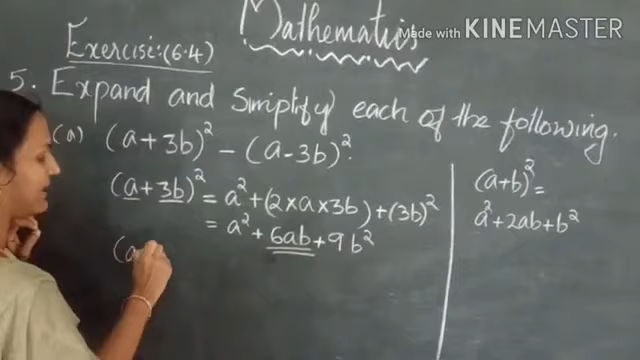 Mathematics
Made with KINEMASTER
Exercise:(6.4)
5. Expand and Simplify each of the following.
(a) (a+3b)² - (a-3b)².
(a+3b)² = a² + (2×a×3b) + (3b)²
= a² + 6ab + 9b²
(a
(a+b)² =
a² + 2ab + b²